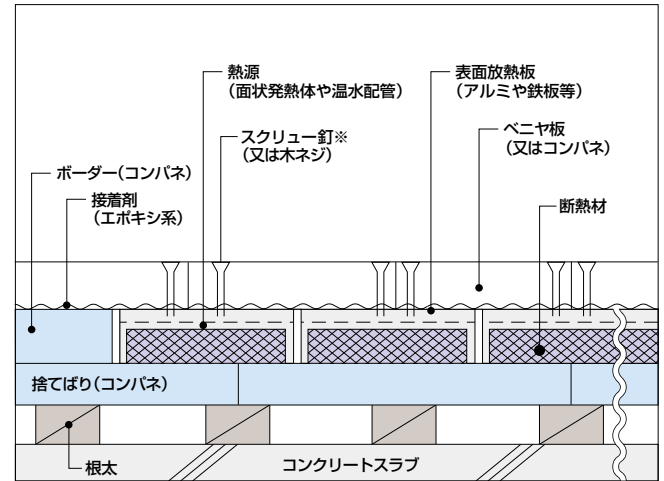 熱源
(面状発熱体や温水配管)
表面放熱板
(アルミや鉄板等)
スクリュー釘※
(又は木ネジ)
ベニヤ板
(又はコンパネ)
ボーダー(コンパネ)
接着剤
(エポキシ系)
断熱材
捨てばり(コンパネ)
根太
コンクリートスラブ